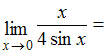 lim x→0 x / 4 sin x =